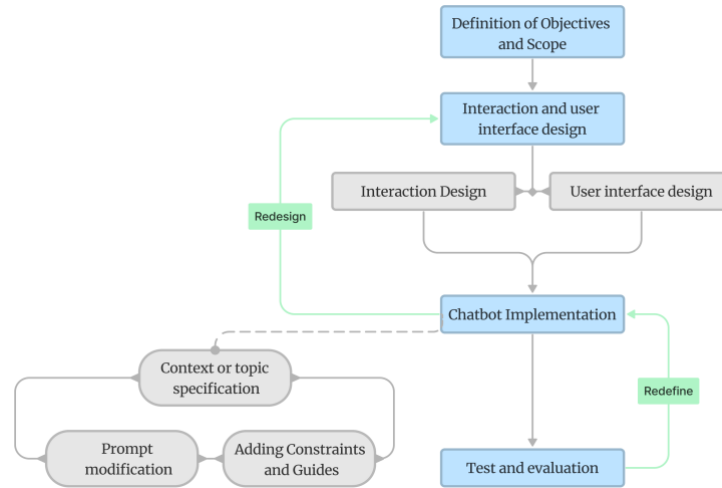 Definition of Objectives
and Scope
Interaction and user
interface design
Interaction Design
User interface design
Redesign
Chatbot Implementation
Context or topic
specification
Redefine
Prompt
modification
Adding Constraints
and Guides
Test and evaluation